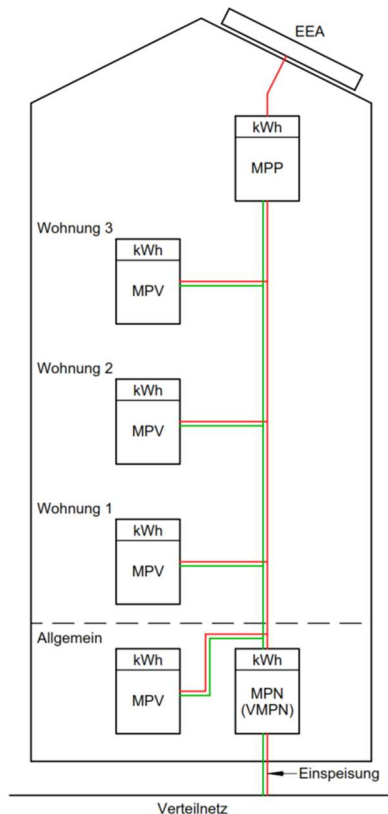 EEA
kWh
MPP
Wohnung 3
kWh
MPV
Wohnung 2
kWh
MPV
Wohnung 1
kWh
MPV
Allgemein
kWh
MPV
kWh
MPN
(VMPN)
Einspeisung
Verteilnetz